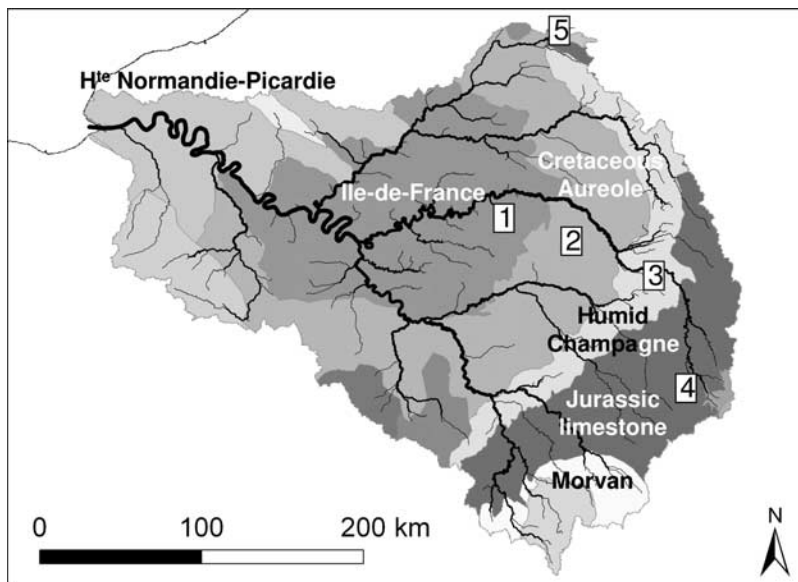 5
Hte Normandie-Picardie
Cretaceous
Aureole
Ile-de-France
1
2
3
Humid
Champagne
4
Jurassic
limestone
Morvan
0 100 200 km
N